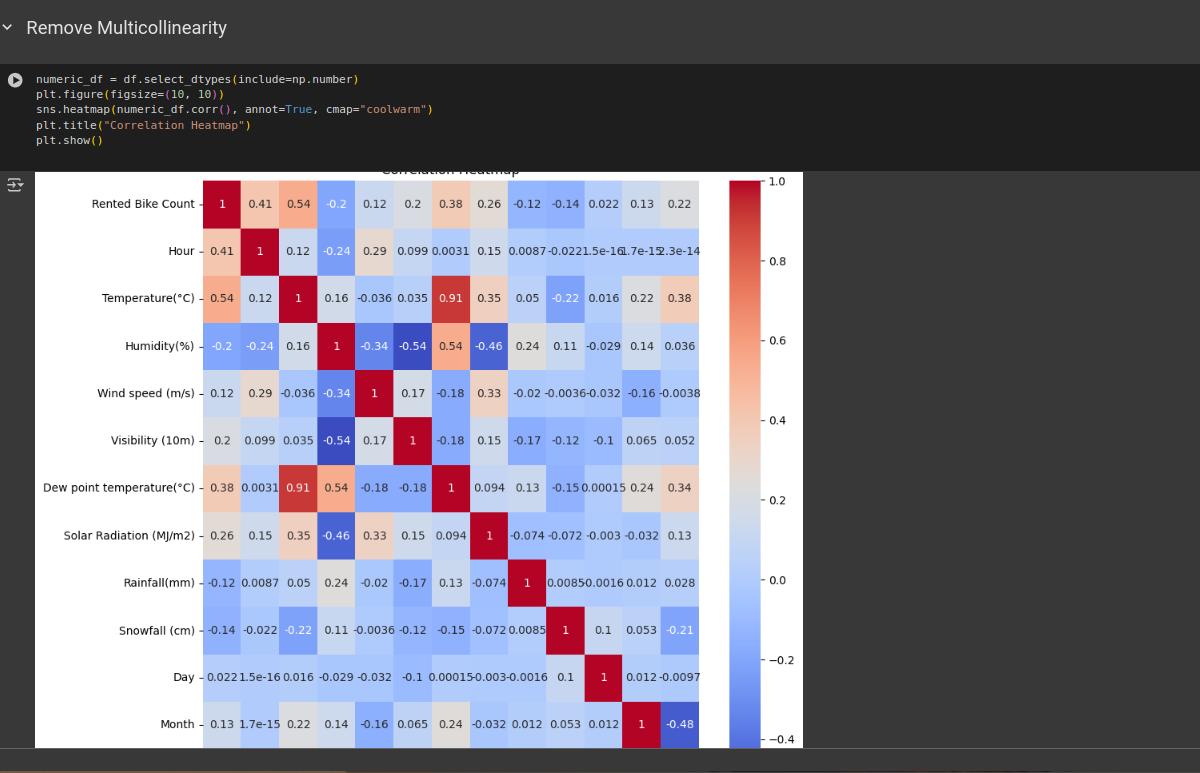 Remove Multicollinearity
numeric_df = df.select_dtypes(include=np.number)
plt.figure(figsize=(10, 10))
sns.heatmap(numeric_df.corr(), annot=True, cmap="coolwarm")
plt.title("Correlation Heatmap")
plt.show()
Correlation Heatmap
Rented Bike Count 1 0.41 0.54 -0.2 0.12 0.2 0.38 0.26 -0.12 -0.14 0.022 0.13 0.22
Hour 0.41 1 0.12 -0.24 0.29 0.099 0.0031 0.15 0.0087 -0.022 1.5e-16 1.7e-15 2.3e-14
Temperature(°C) 0.54 0.12 1 0.16 -0.036 0.035 0.91 0.35 0.05 -0.22 0.016 0.22 0.38
Humidity(%) -0.2 -0.24 0.16 1 -0.34 -0.54 0.54 -0.46 0.24 0.11 -0.029 0.14 0.036
Wind speed (m/s) 0.12 0.29 -0.036 -0.34 1 0.17 -0.18 0.33 -0.02 -0.0036 -0.032 -0.16 -0.0038
Visibility (10m) 0.2 0.099 0.035 -0.54 0.17 1 -0.18 0.15 -0.17 -0.12 -0.1 0.065 0.052
Dew point temperature(°C) 0.38 0.0031 0.91 0.54 -0.18 -0.18 1 0.094 0.13 -0.15 0.00015 0.24 0.34
Solar Radiation (MJ/m2) 0.26 0.15 0.35 -0.46 0.33 0.15 0.094 1 -0.074 -0.072 -0.003 -0.032 0.13
Rainfall(mm) -0.12 0.0087 0.05 0.24 -0.02 -0.17 0.13 -0.074 1 0.0085 -0.0016 0.012 0.028
Snowfall (cm) -0.14 -0.022 -0.22 0.11 -0.0036 -0.12 -0.15 -0.072 0.0085 1 0.1 0.053 -0.21
Day 0.022 1.5e-16 0.016 -0.029 -0.032 -0.1 0.00015 -0.003 -0.0016 0.1 1 0.012 -0.0097
Month 0.13 1.7e-15 0.22 0.14 -0.16 0.065 0.24 -0.032 0.012 0.053 0.012 1 -0.48
1.0
0.8
0.6
0.4
0.2
0.0
−0.2
−0.4